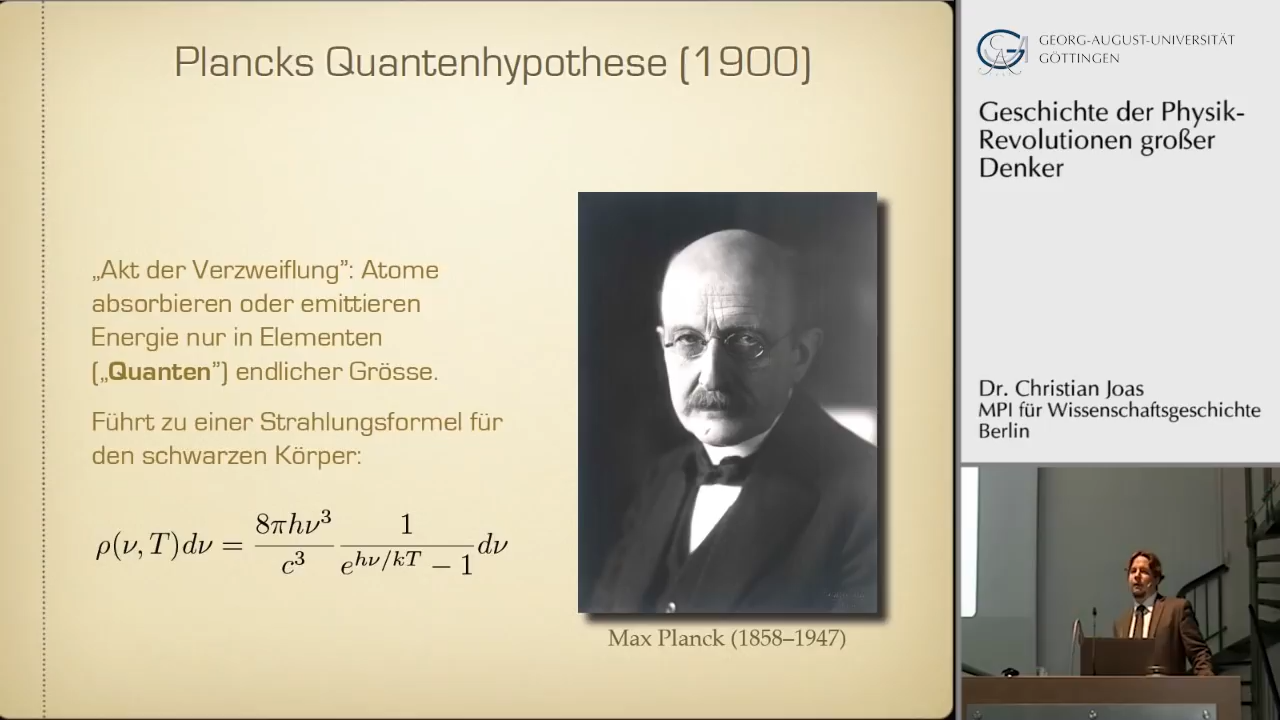 Plancks Quantenhypothese (1900)
„Akt der Verzweiflung”: Atome
absorbieren oder emittieren
Energie nur in Elementen
(„Quanten”) endlicher Grösse.
Führt zu einer Strahlungsformel für
den schwarzen Körper:
ρ(ν, T)dν = \frac{8πhν³}{c³} \frac{1}{e^{hν/kT} − 1} dν
Max Planck (1858–1947)
GEORG-AUGUST-UNIVERSITÄT
GÖTTINGEN
Geschichte der Physik-
Revolutionen großer
Denker
Dr. Christian Joas
MPI für Wissenschaftsgeschichte
Berlin